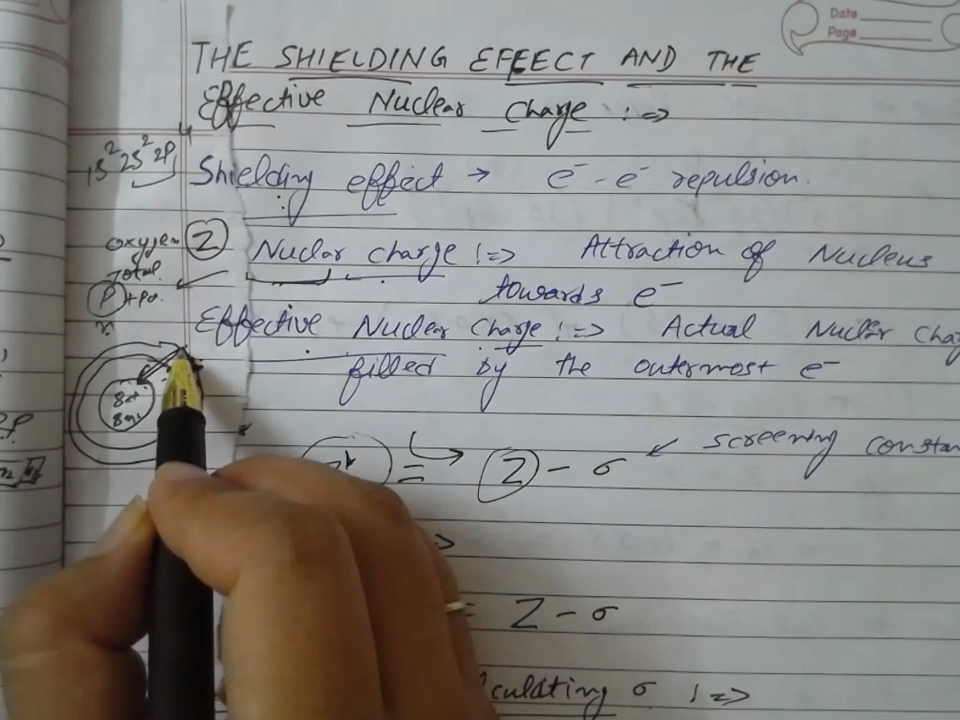 Date
Page
THE SHIELDING EFFECT AND THE
Effective Nuclear Charge :=>
1s² 2s² 2p⁴
Shielding effect → e⁻ - e⁻ repulsion.
oxygen
Total
P + no.
n
Z Nuclar charge :=> Attraction of Nucleus
towards e⁻
Effective Nuclear Charge :=> Actual Nuclear Charg
filled by the outermost e⁻
= Z - σ ← screening constan
= Z - σ
lculating σ :=>